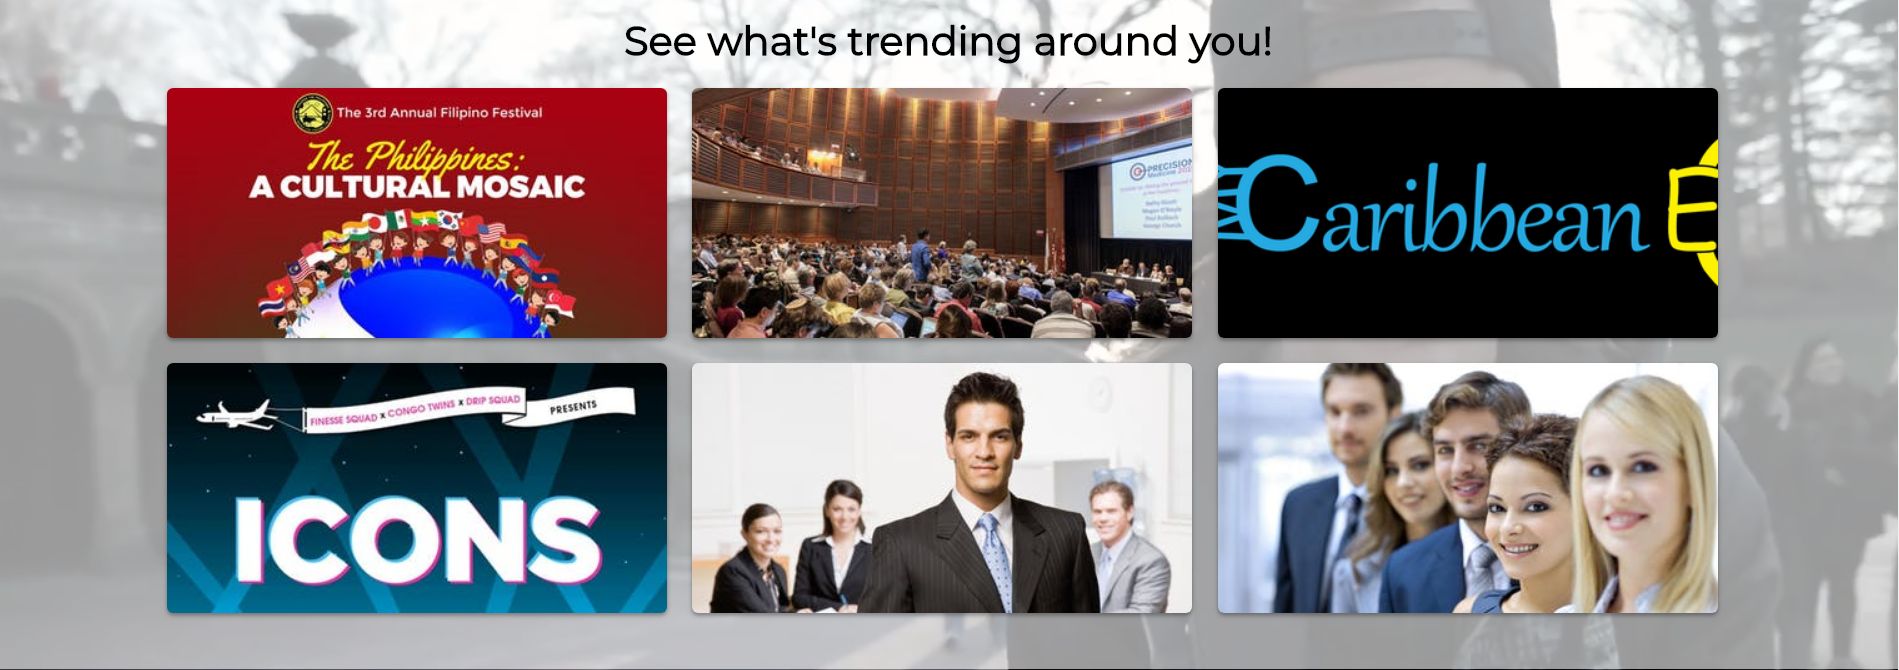 See what's trending around you!
The 3rd Annual Filipino Festival
The Philippines:
A CULTURAL MOSAIC
PRECISION
Caribbean E
FINESSE SQUAD x CONGO TWINS x DRIP SQUAD
PRESENTS
ICONS